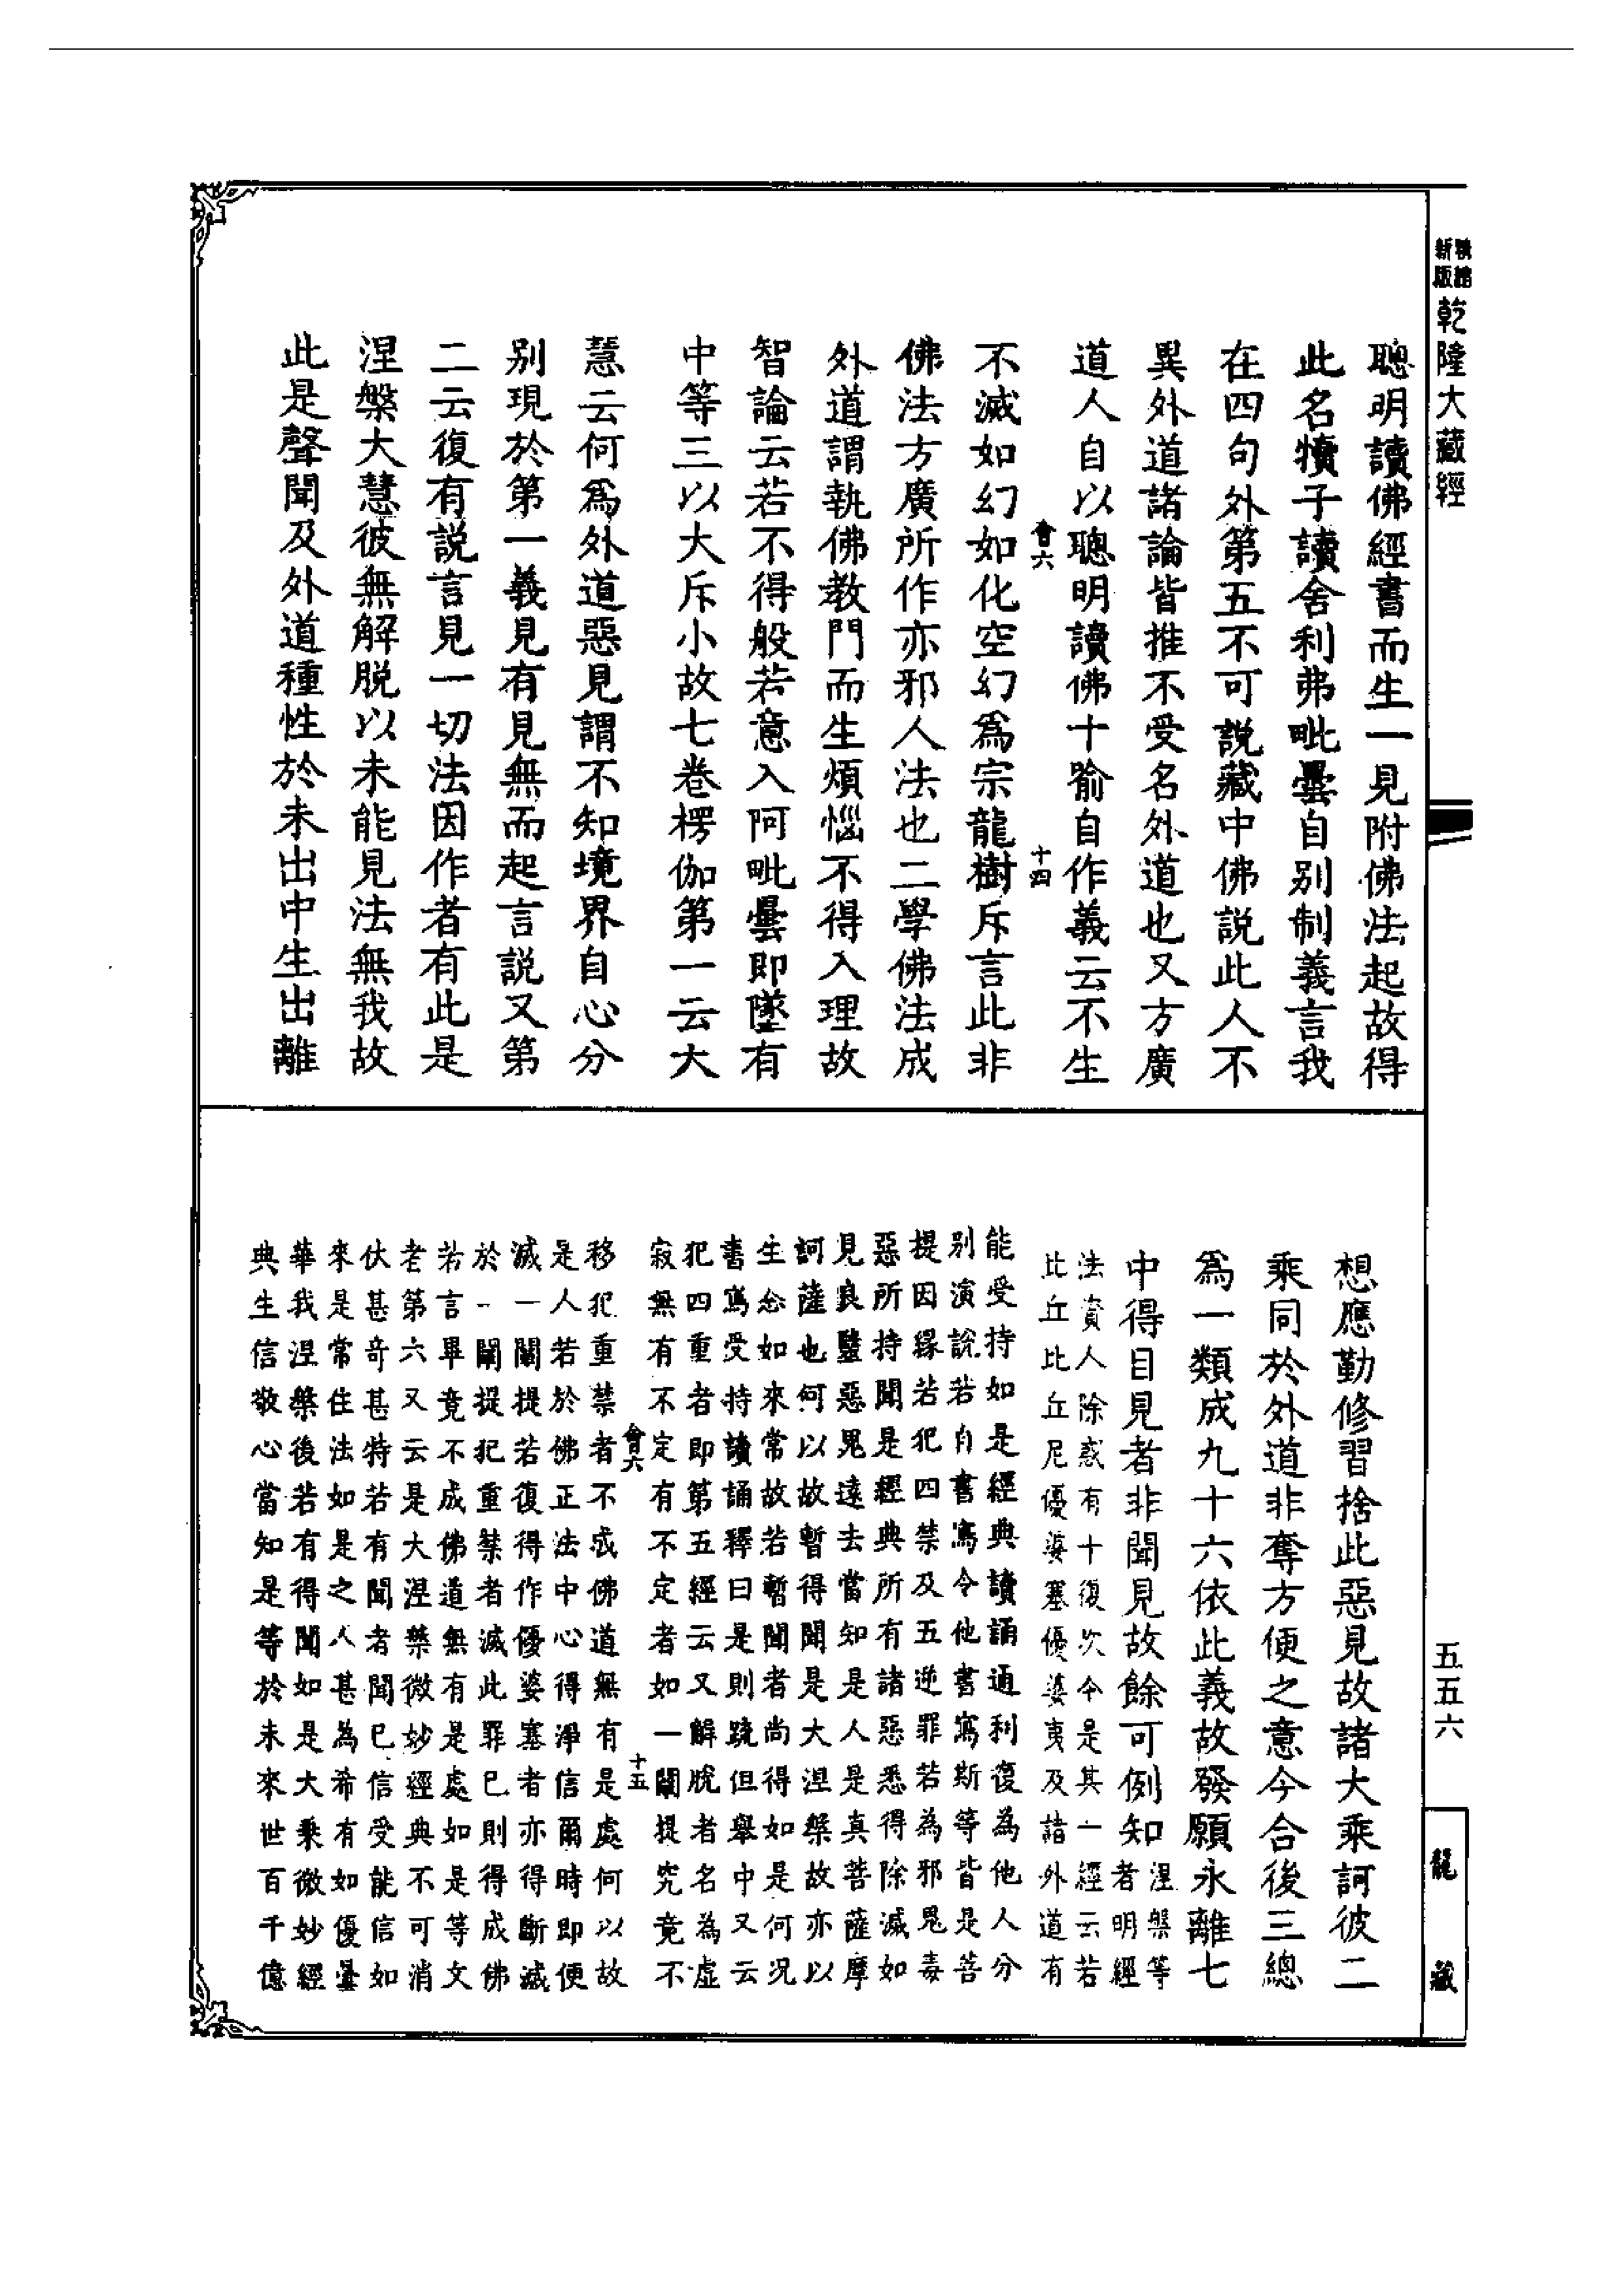 精繕新版乾隆大藏經
聰明讀佛經書而生一見附佛法起故得
此名犢子讀舍利弗毗曇自別制義言我
在四句外第五不可說藏中佛說此人不
異外道諸論皆推不受名外道也又方廣
道人自以聰明讀佛十喻自作義云不生
會六 十四
不滅如幻如化空幻爲宗龍樹斥言此非
佛法方廣所作亦邪人法也二學佛法成
外道謂執佛教門而生煩惱不得入理故
智論云若不得般若意入阿毗曇即墜有
中等三以大斥小故七卷楞伽第一云大
慧云何爲外道惡見謂不知境界自心分
別現於第一義見有見無而起言說又第
二云復有說言見一切法因作者有此是
涅槃大慧彼無解脫以未能見法無我故
此是聲聞及外道種性於未出中生出離
想應勤修習捨此惡見故諸大乘訶彼二
乘同於外道非奪方便之意今合後三總
爲一類成九十六依此義故發願永離七
中得目見者非聞見故餘可例知涅槃等者明經
法資人除惑有十復次今是其一經云若
比丘比丘尼優婆塞優婆夷及諸外道有
能受持如是經典讀誦通利復為他人分
別演說若自書寫令他書寫斯等皆是菩
提因緣若犯四禁及五逆罪若為邪鬼毒
惡所持聞是經典所有諸惡悉得除滅如
見良醫惡鬼遠去當知是人是真菩薩摩
訶薩也何以故暫得聞是大涅槃故亦以
生念如來常故若暫聞者尚得如是何況
書寫受持讀誦釋曰是則䟽但舉中又云
犯四重者即第五經云又解脫者名為虛
寂無有不定有不定者如一闡提究竟不
會六 十五
移犯重禁者不成佛道無有是處何以故
是人若於佛正法中心得淨信爾時即便
滅一闡提若復得作優婆塞者亦得斷滅
於一闡提犯重禁者滅此罪已則得成佛
若言畢竟不成佛道無有是處如是等文
老第六又云是大涅槃微妙經典不可消
伏甚奇甚特若有聞者聞已信受能信如
來是常住法如是之人甚為希有如優曇
華我涅槃後若有得聞如是大乘微妙經
典生信敬心當知是等於未來世百千億
五五六
龍藏